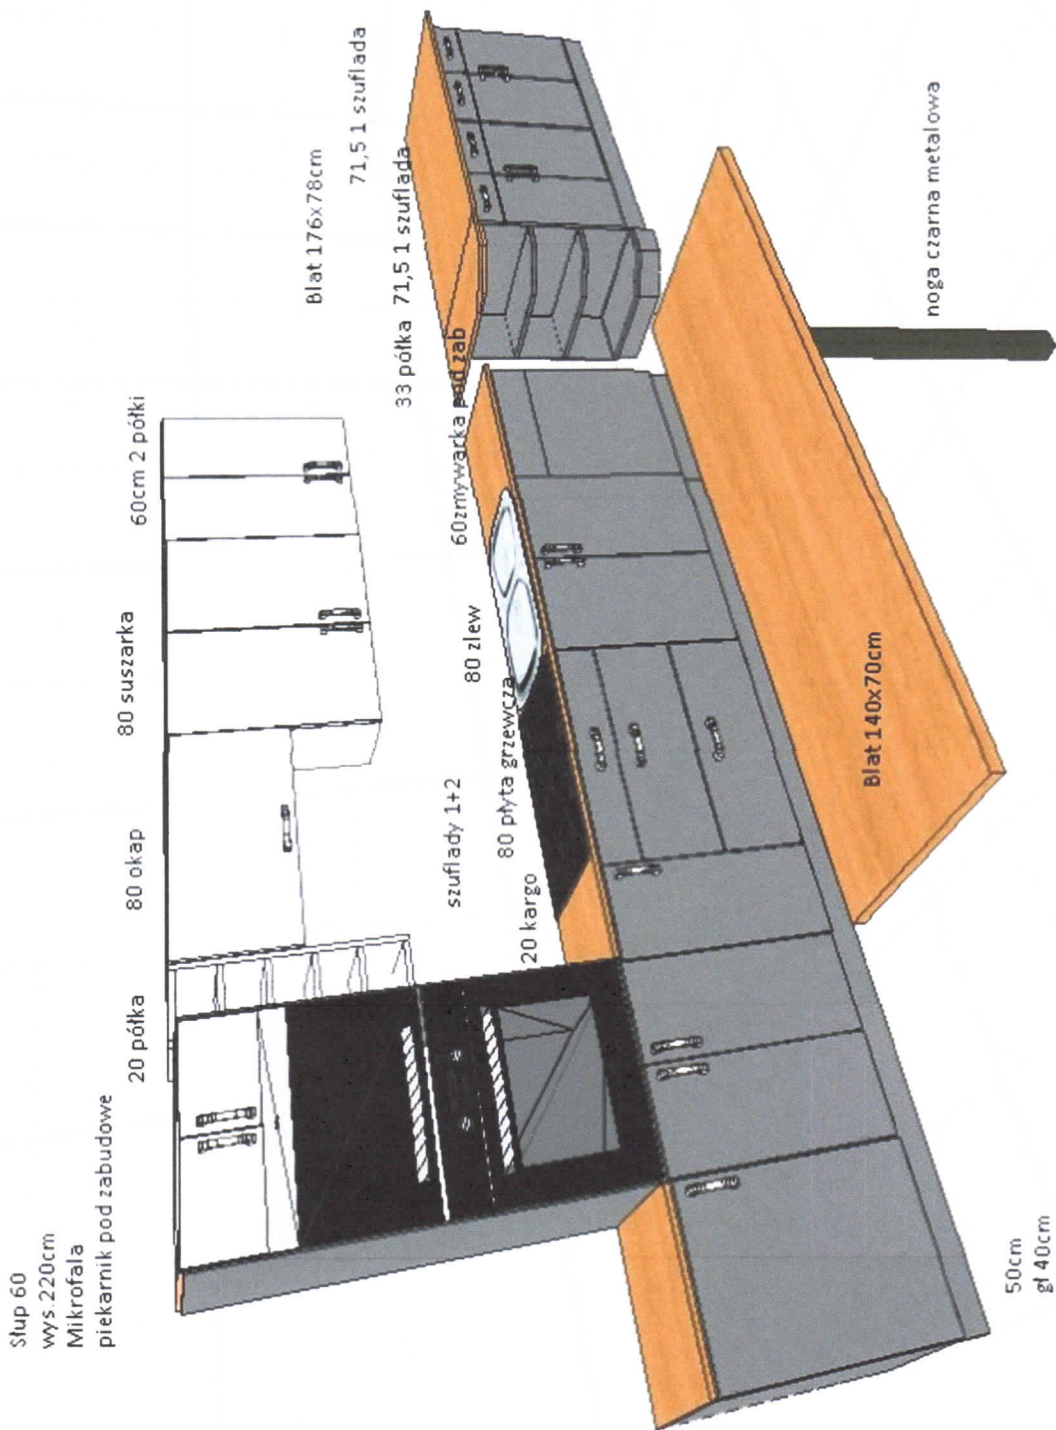 Słup 60
wys.220cm
Mikrofala
piekarnik pod zabudowe
20 półka
80 okap
80 suszarka
60cm 2 półki
Blat 176x78cm
71,5 1 szuflada
33 półka 71,5 1 szuflada
60zmywarka pod zab
80 zlew
szuflady 1+2
80 płyta grzewcza
20 kargo
Blat 140x70cm
noga czarna metalowa
50cm
gł 40cm